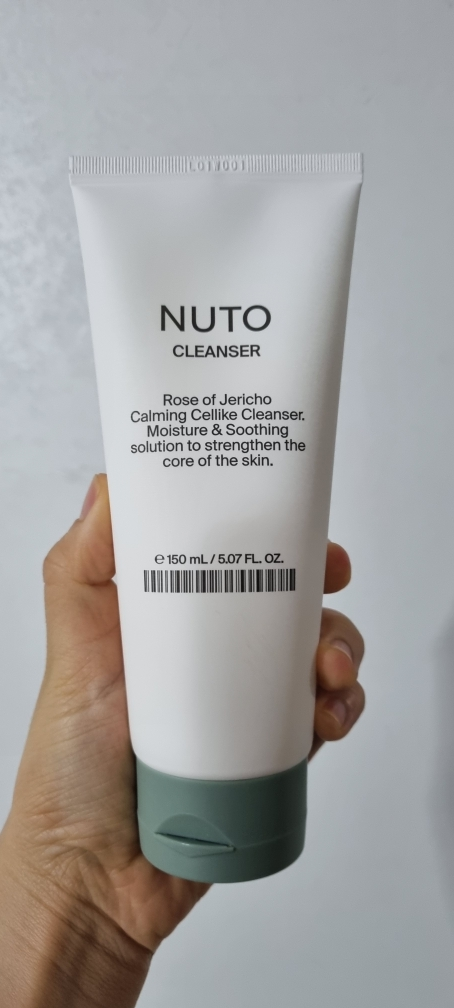 NUTO
CLEANSER
Rose of Jericho
Calming Cellike Cleanser.
Moisture & Soothing
solution to strengthen the
core of the skin.
℮ 150 mL / 5.07 FL. OZ.